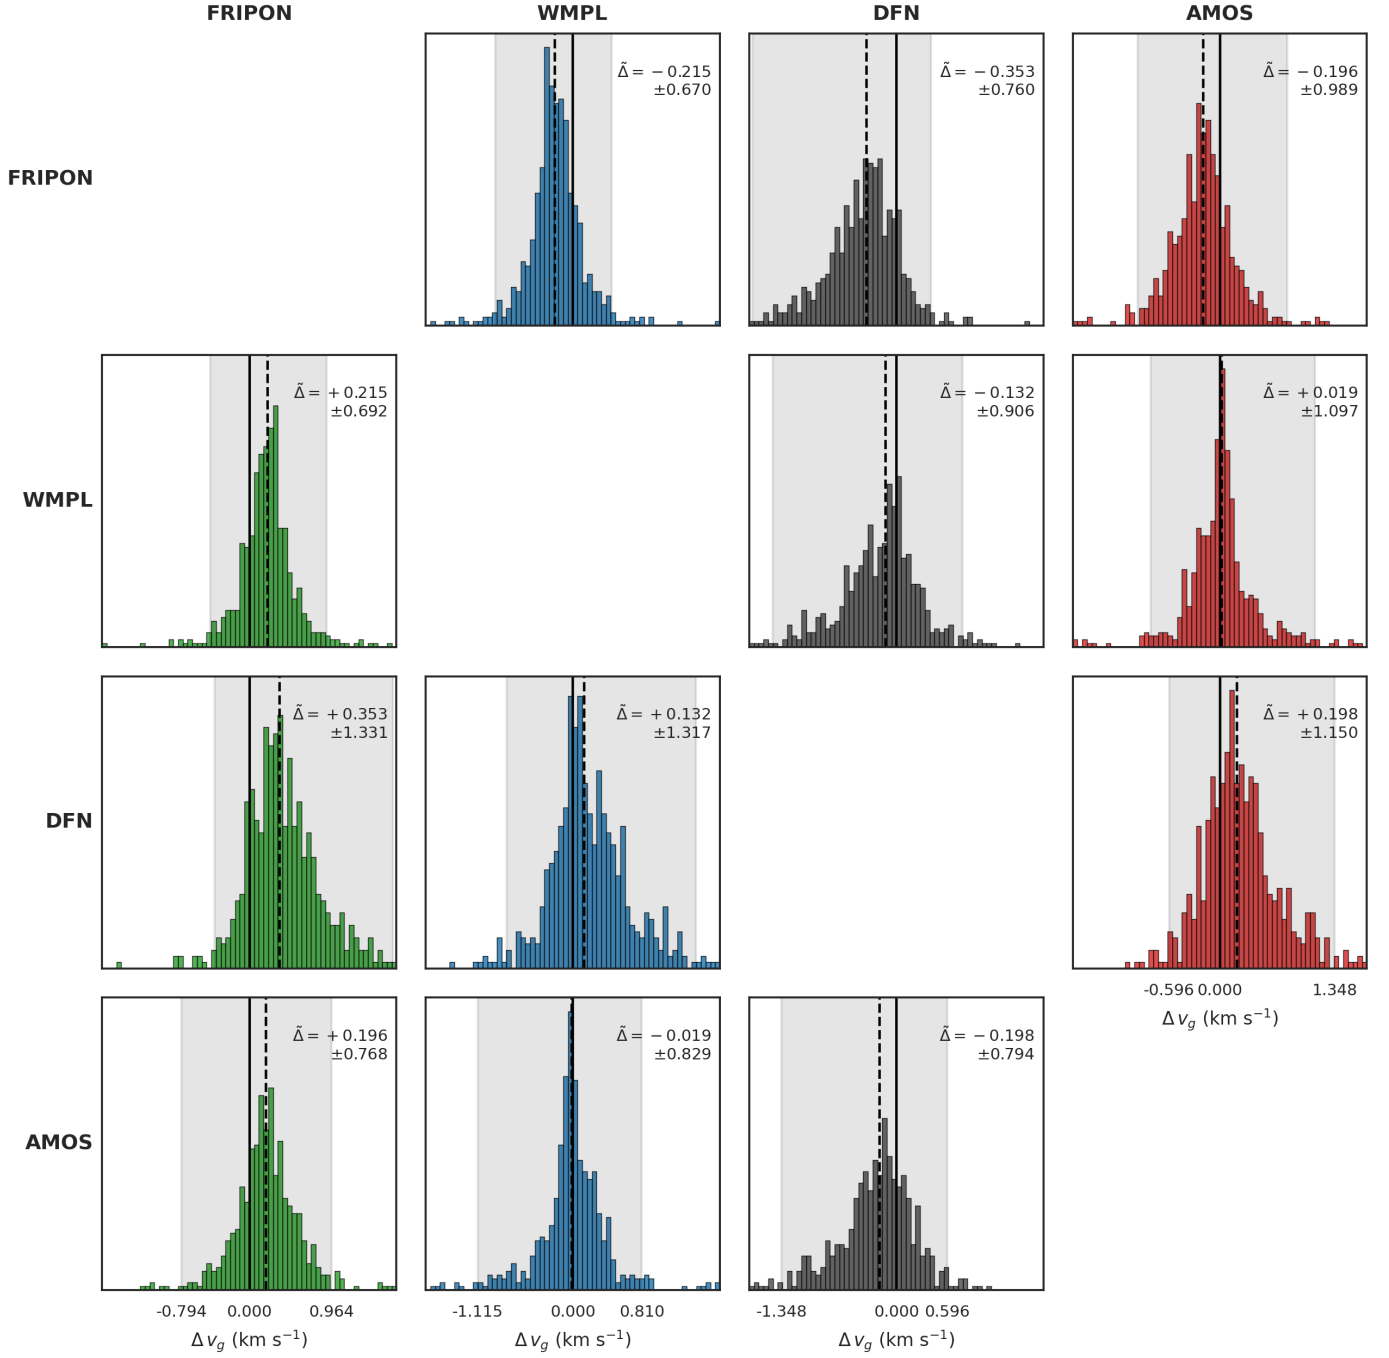 FRIPON WMPL DFN AMOS
FRIPON
Δ̃ = − 0.215
±0.670
Δ̃ = − 0.353
±0.760
Δ̃ = − 0.196
±0.989
WMPL
Δ̃ = + 0.215
±0.692
Δ̃ = − 0.132
±0.906
Δ̃ = + 0.019
±1.097
DFN
Δ̃ = + 0.353
±1.331
Δ̃ = + 0.132
±1.317
Δ̃ = + 0.198
±1.150
-0.596 0.000 1.348
Δ v_g (km s⁻¹)
AMOS
Δ̃ = + 0.196
±0.768
Δ̃ = − 0.019
±0.829
Δ̃ = − 0.198
±0.794
-0.794 0.000 0.964
Δ v_g (km s⁻¹)
-1.115 0.000 0.810
Δ v_g (km s⁻¹)
-1.348 0.000 0.596
Δ v_g (km s⁻¹)